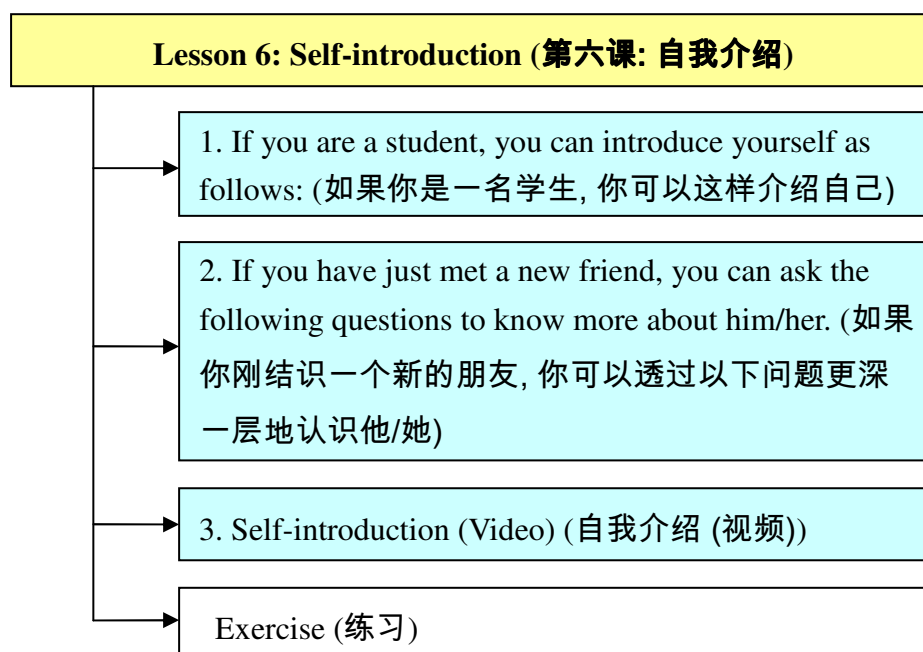 Lesson 6: Self-introduction (第六课: 自我介绍)
1. If you are a student, you can introduce yourself as
follows: (如果你是一名学生, 你可以这样介绍自己)
2. If you have just met a new friend, you can ask the
following questions to know more about him/her. (如果
你刚结识一个新的朋友, 你可以透过以下问题更深
一层地认识他/她)
3. Self-introduction (Video) (自我介绍 (视频))
Exercise (练习)